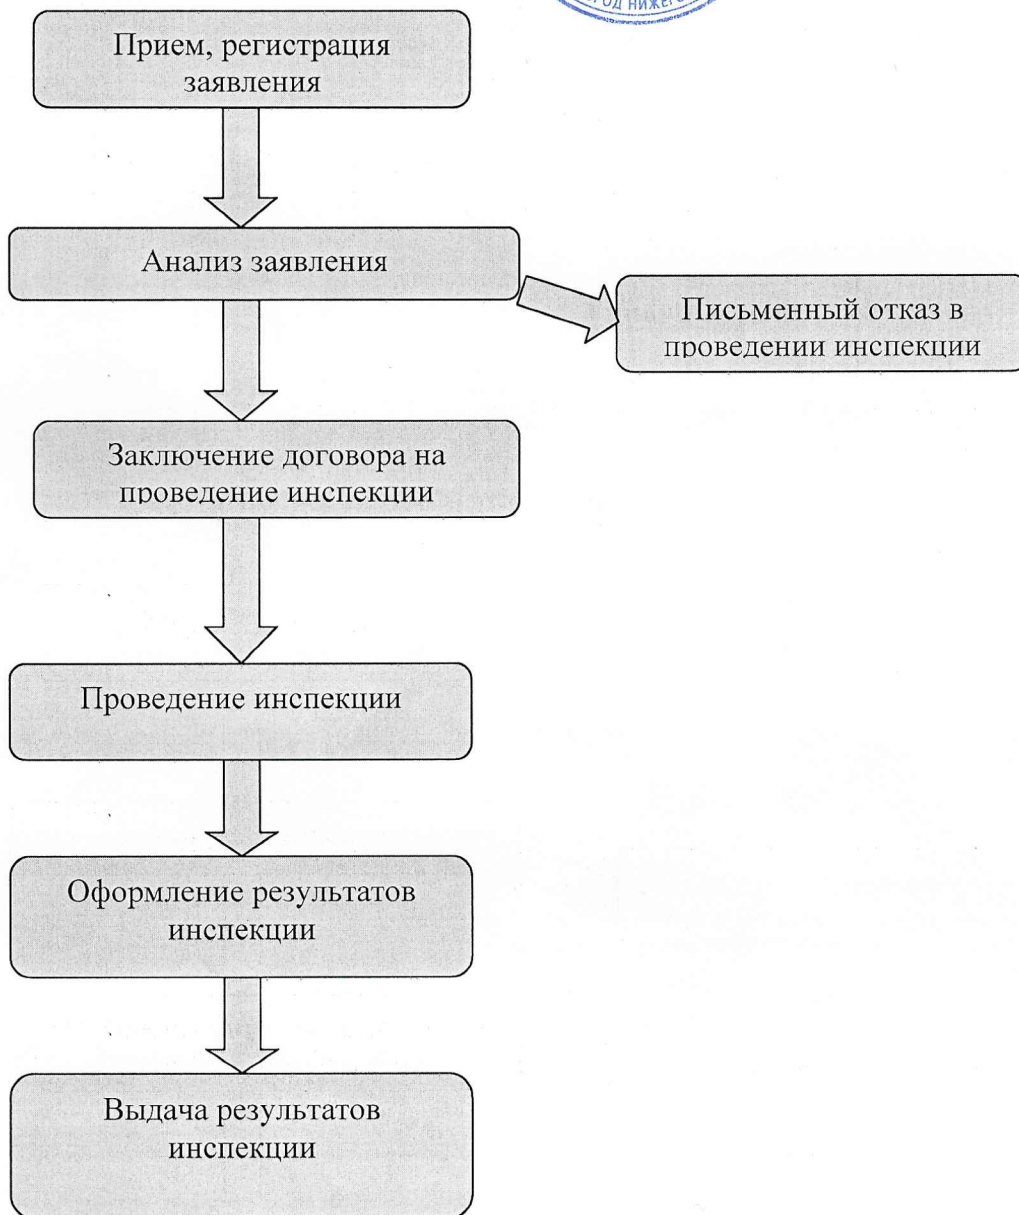 Прием, регистрация
заявления
Анализ заявления
Письменный отказ в
проведении инспекции
Заключение договора на
проведение инспекции
Проведение инспекции
Оформление результатов
инспекции
Выдача результатов
инспекции